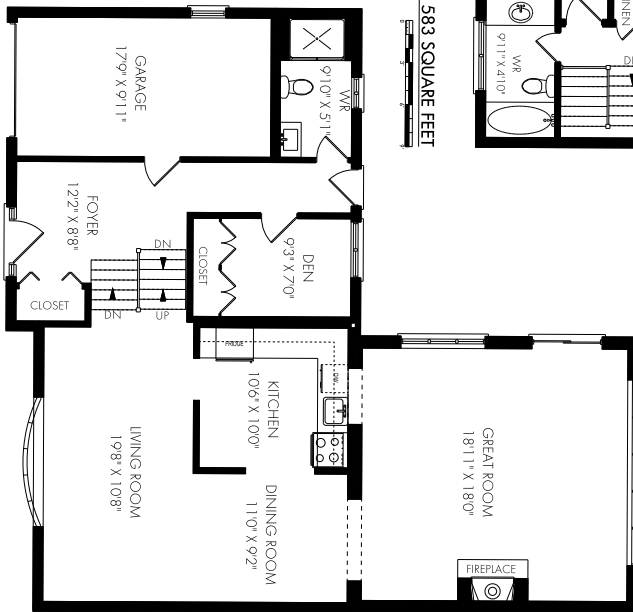 583 SQUARE FEET
INEN
WR
9'11" X 4'10"
GARAGE
17'9" X 9'11"
WR
9'10" X 5'1"
FOYER
12'2" X 8'8"
DN
CLOSET
DEN
9'3" X 7'0"
CLOSET
DN
UP
FRIDGE
DW
KITCHEN
10'6" X 10'0"
LIVING ROOM
19'8" X 10'8"
DINING ROOM
11'0" X 9'2"
GREAT ROOM
18'11" X 18'0"
FIREPLACE